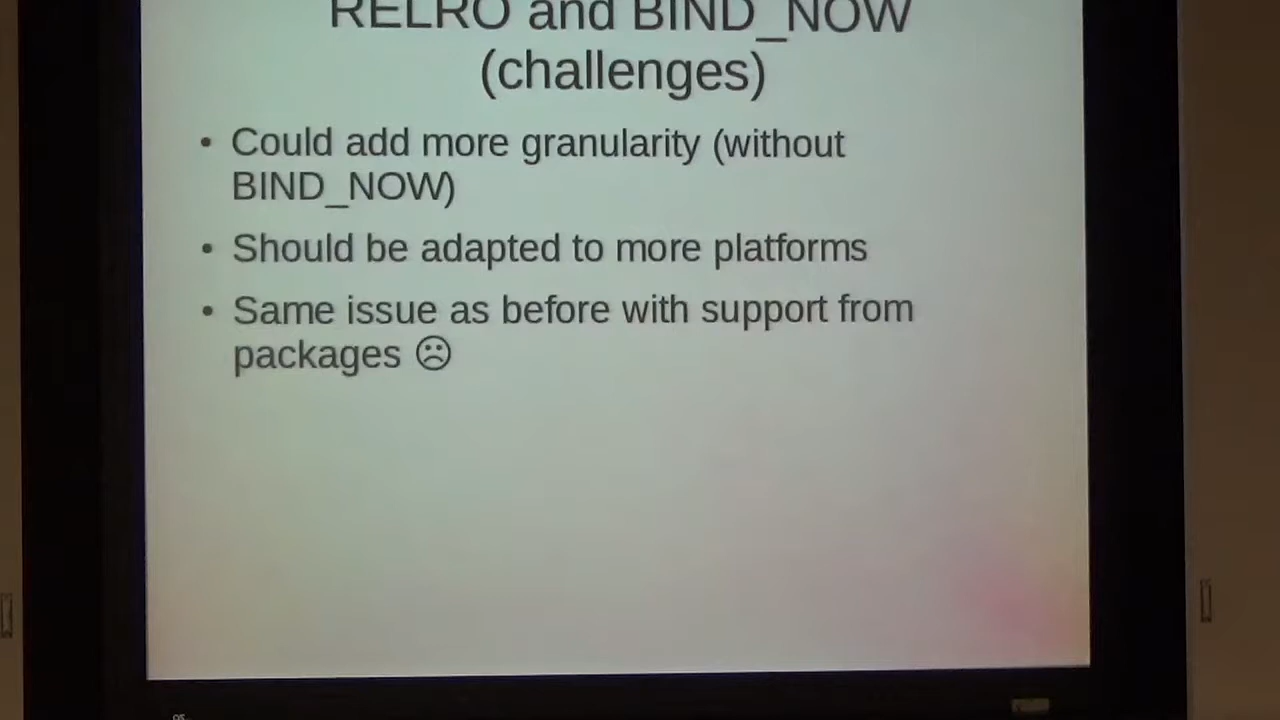 RELRO and BIND_NOW
(challenges)
• Could add more granularity (without
BIND_NOW)
• Should be adapted to more platforms
• Same issue as before with support from
packages ☹